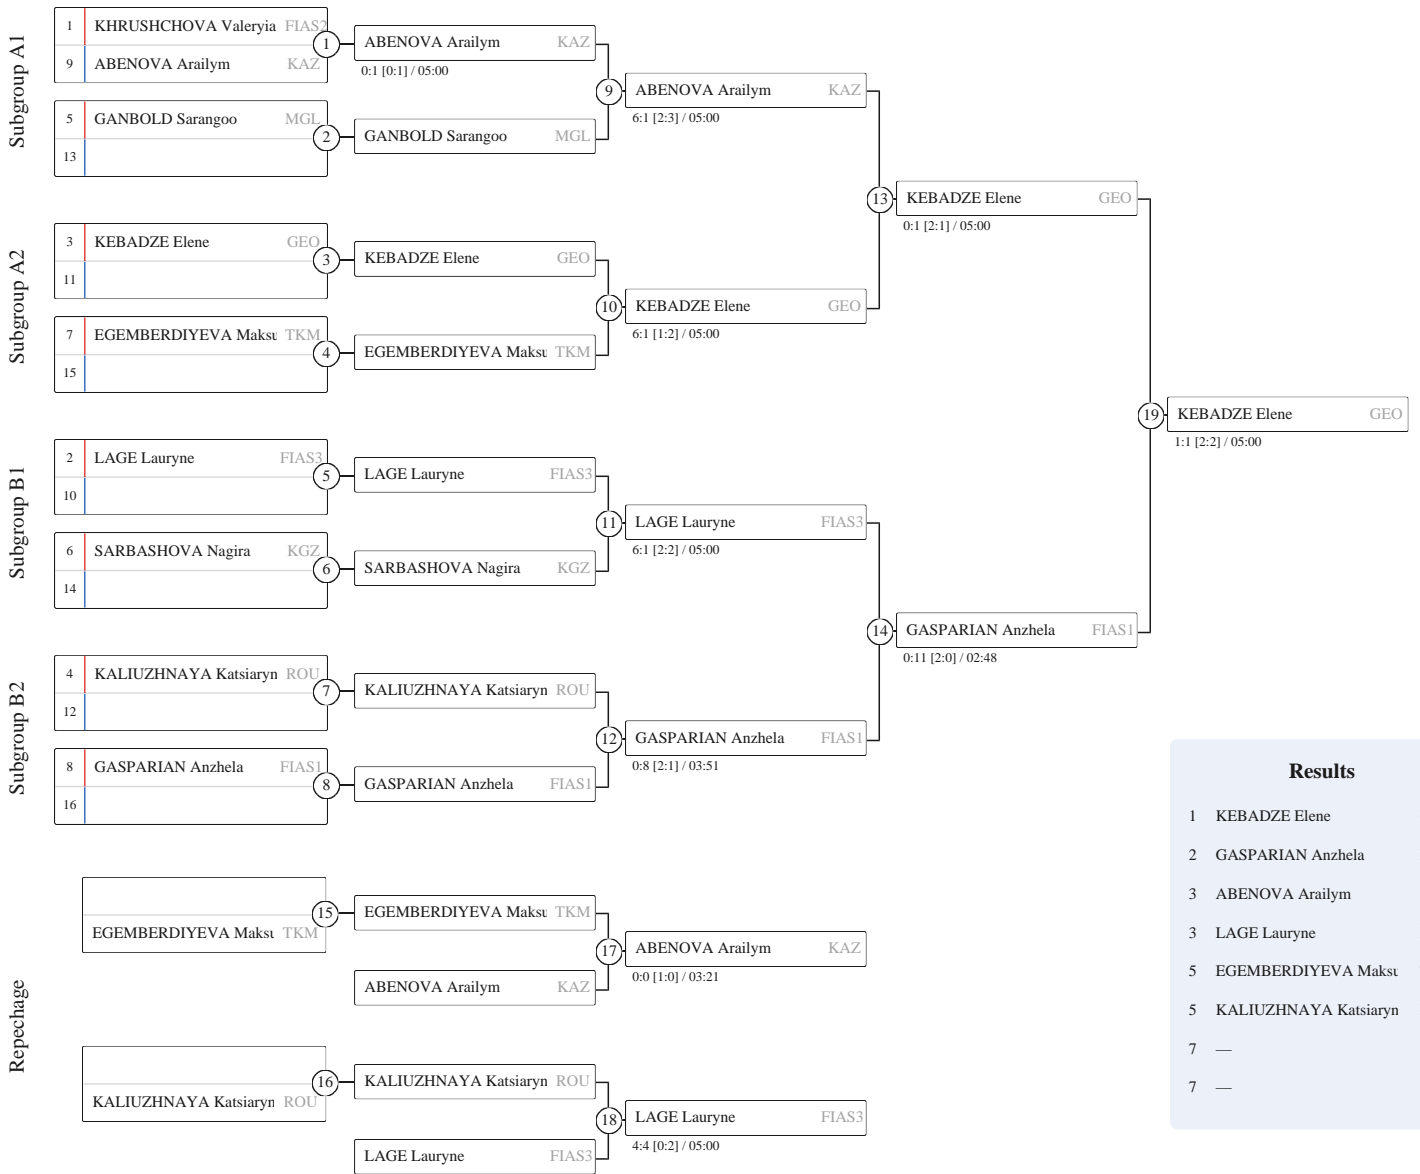 Subgroup A1
1 KHRUSHCHOVA Valeryia FIAS2
9 ABENOVA Arailym KAZ
1
ABENOVA Arailym KAZ
0:1 [0:1] / 05:00
5 GANBOLD Sarangoo MGL
13
2
GANBOLD Sarangoo MGL
9
ABENOVA Arailym KAZ
6:1 [2:3] / 05:00
Subgroup A2
3 KEBADZE Elene GEO
11
3
KEBADZE Elene GEO
7 EGEMBERDIYEVA Maksu TKM
15
4
EGEMBERDIYEVA Maksu TKM
10
KEBADZE Elene GEO
6:1 [1:2] / 05:00
13
KEBADZE Elene GEO
0:1 [2:1] / 05:00
Subgroup B1
2 LAGE Lauryne FIAS3
10
5
LAGE Lauryne FIAS3
6 SARBASHOVA Nagira KGZ
14
6
SARBASHOVA Nagira KGZ
11
LAGE Lauryne FIAS3
6:1 [2:2] / 05:00
Subgroup B2
4 KALIUZHNAYA Katsiaryn ROU
12
7
KALIUZHNAYA Katsiaryn ROU
8 GASPARIAN Anzhela FIAS1
16
8
GASPARIAN Anzhela FIAS1
12
GASPARIAN Anzhela FIAS1
0:8 [2:1] / 03:51
14
GASPARIAN Anzhela FIAS1
0:11 [2:0] / 02:48
19
KEBADZE Elene GEO
1:1 [2:2] / 05:00
Repechage
EGEMBERDIYEVA Maksu TKM
15
EGEMBERDIYEVA Maksu TKM
ABENOVA Arailym KAZ
17
ABENOVA Arailym KAZ
0:0 [1:0] / 03:21
KALIUZHNAYA Katsiaryn ROU
16
KALIUZHNAYA Katsiaryn ROU
LAGE Lauryne FIAS3
18
LAGE Lauryne FIAS3
4:4 [0:2] / 05:00
Results
1 KEBADZE Elene
2 GASPARIAN Anzhela
3 ABENOVA Arailym
3 LAGE Lauryne
5 EGEMBERDIYEVA Maksu
5 KALIUZHNAYA Katsiaryn
7 —
7 —